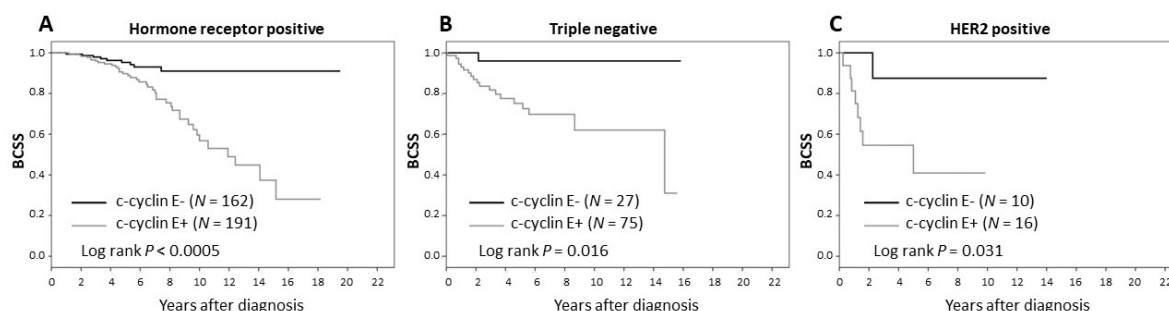 A
Hormone receptor positive
BCSS
1.0
0.8
0.6
0.4
0.2
0.0
c-cyclin E- (N = 162)
c-cyclin E+ (N = 191)
Log rank P < 0.0005
0 2 4 6 8 10 12 14 16 18 20 22
Years after diagnosis
B
Triple negative
BCSS
1.0
0.8
0.6
0.4
0.2
0.0
c-cyclin E- (N = 27)
c-cyclin E+ (N = 75)
Log rank P = 0.016
0 2 4 6 8 10 12 14 16 18 20 22
Years after diagnosis
C
HER2 positive
BCSS
1.0
0.8
0.6
0.4
0.2
0.0
c-cyclin E- (N = 10)
c-cyclin E+ (N = 16)
Log rank P = 0.031
0 2 4 6 8 10 12 14 16 18 20 22
Years after diagnosis